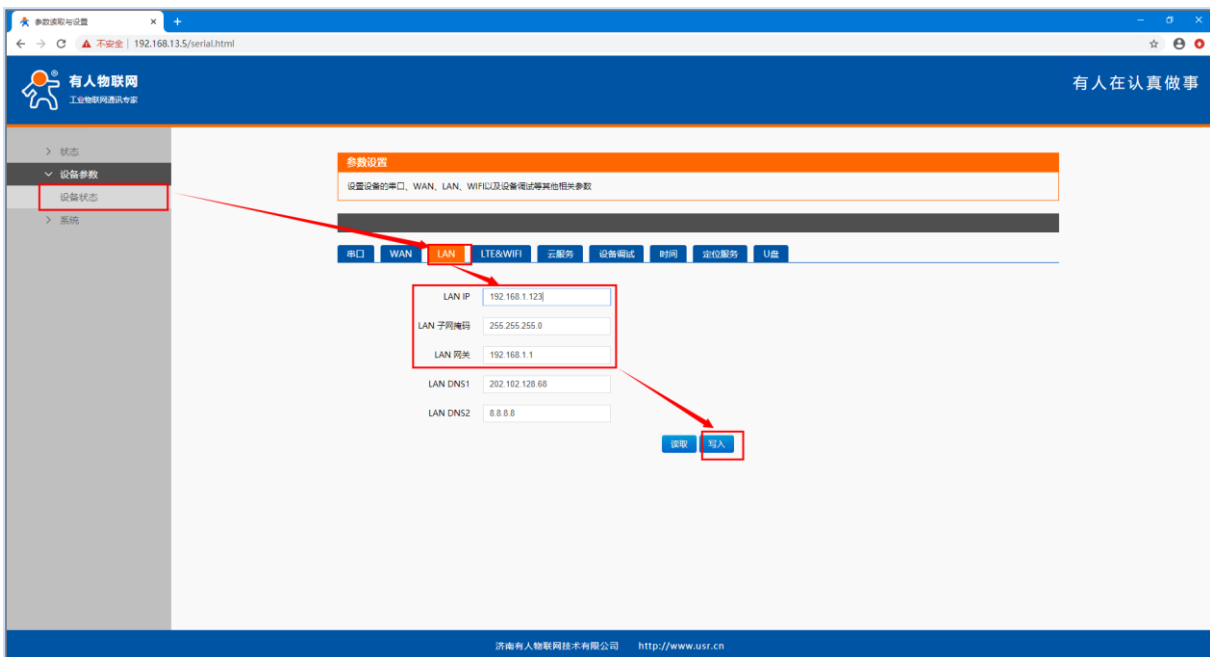 参数读取与设置
不安全 | 192.168.13.5/serial.html
有人物联网
工业物联网通讯专家
有人在认真做事
状态
设备参数
设备状态
系统
参数设置
设置设备的串口、WAN、LAN、WIFI以及设备调试等其他相关参数
串口 WAN LAN LTE&WIFI 云服务 设备调试 时间 定位服务 U盘
LAN IP 192.168.1.123
LAN 子网掩码 255.255.255.0
LAN 网关 192.168.1.1
LAN DNS1 202.102.128.68
LAN DNS2 8.8.8.8
读取 写入
济南有人物联网技术有限公司 http://www.usr.cn